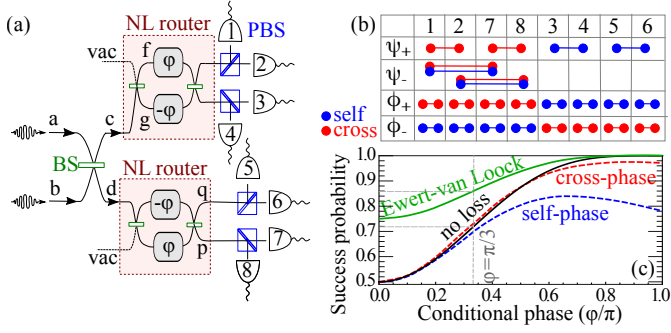 (a)
NL router
1
PBS
vac
f
φ
2
-φ
3
g
4
a
c
BS
NL router
5
b
d
-φ
q
6
φ
p
7
vac
8
(b)
1 2 7 8 3 4 5 6
ψ+
ψ-
ϕ+
ϕ-
self
cross
Success probability
1.0
0.9
0.8
0.7
0.6
0.5
Ewert-van Loock
no loss
cross-phase
self-phase
φ=π/3
(c)
0.0 0.2 0.4 0.6 0.8 1.0
Conditional phase (φ/π)